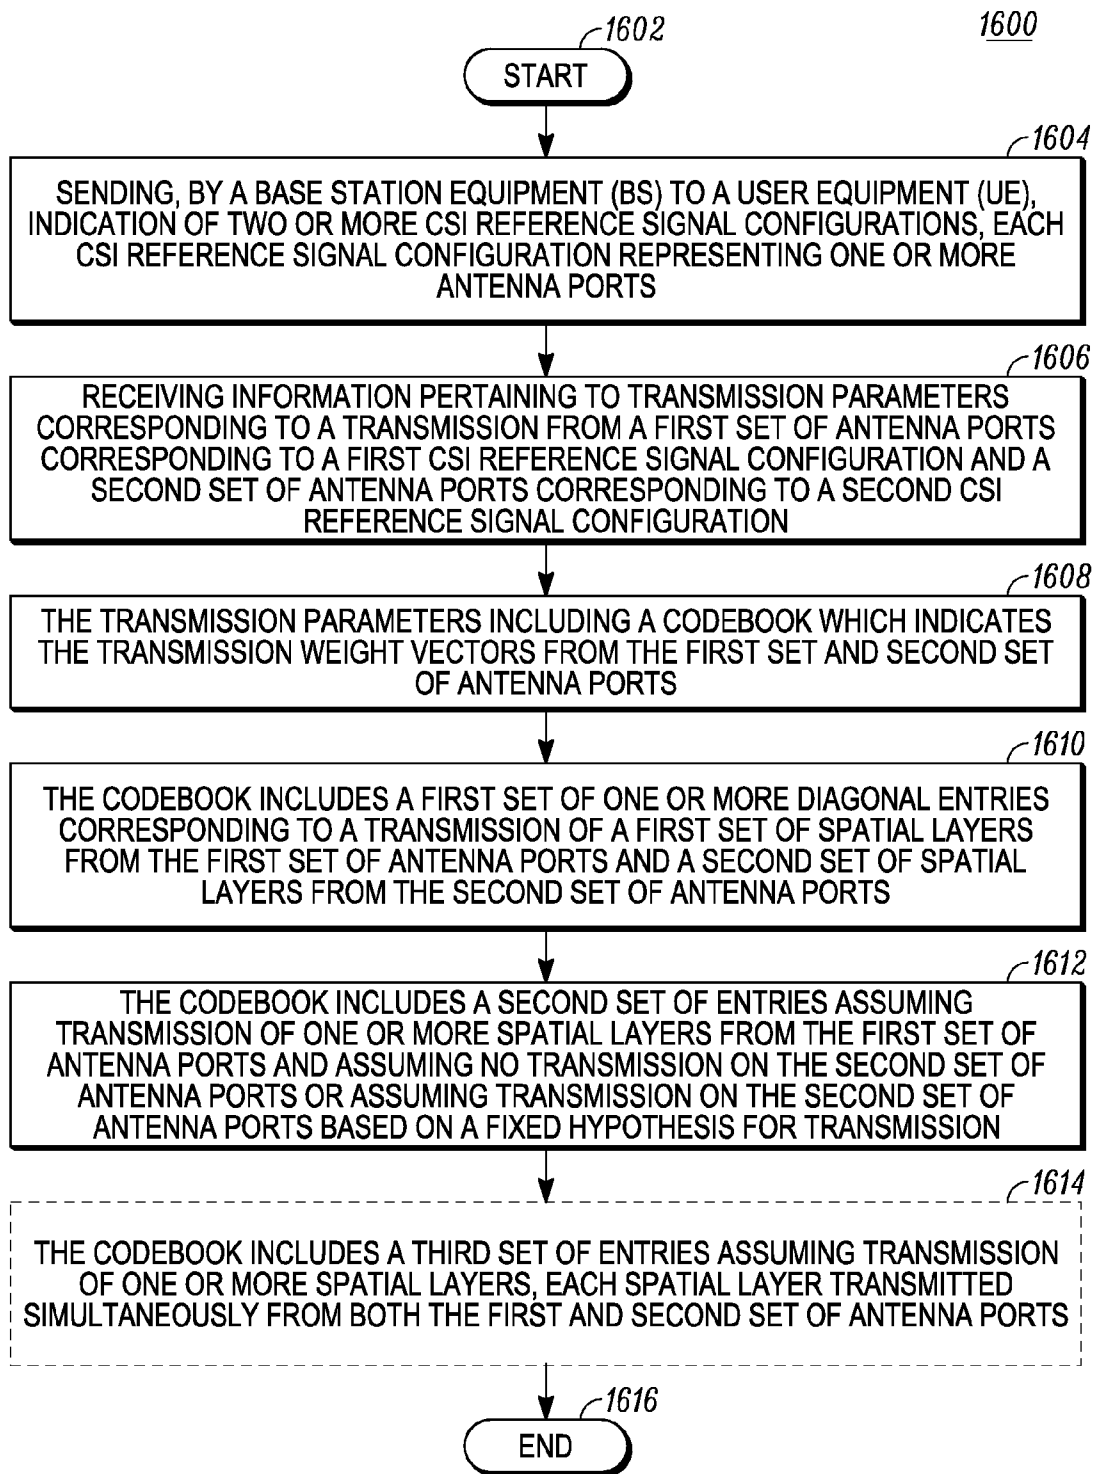 1600
1602
START
1604
SENDING, BY A BASE STATION EQUIPMENT (BS) TO A USER EQUIPMENT (UE),
INDICATION OF TWO OR MORE CSI REFERENCE SIGNAL CONFIGURATIONS, EACH
CSI REFERENCE SIGNAL CONFIGURATION REPRESENTING ONE OR MORE
ANTENNA PORTS
1606
RECEIVING INFORMATION PERTAINING TO TRANSMISSION PARAMETERS
CORRESPONDING TO A TRANSMISSION FROM A FIRST SET OF ANTENNA PORTS
CORRESPONDING TO A FIRST CSI REFERENCE SIGNAL CONFIGURATION AND A
SECOND SET OF ANTENNA PORTS CORRESPONDING TO A SECOND CSI
REFERENCE SIGNAL CONFIGURATION
1608
THE TRANSMISSION PARAMETERS INCLUDING A CODEBOOK WHICH INDICATES
THE TRANSMISSION WEIGHT VECTORS FROM THE FIRST SET AND SECOND SET
OF ANTENNA PORTS
1610
THE CODEBOOK INCLUDES A FIRST SET OF ONE OR MORE DIAGONAL ENTRIES
CORRESPONDING TO A TRANSMISSION OF A FIRST SET OF SPATIAL LAYERS
FROM THE FIRST SET OF ANTENNA PORTS AND A SECOND SET OF SPATIAL
LAYERS FROM THE SECOND SET OF ANTENNA PORTS
1612
THE CODEBOOK INCLUDES A SECOND SET OF ENTRIES ASSUMING
TRANSMISSION OF ONE OR MORE SPATIAL LAYERS FROM THE FIRST SET OF
ANTENNA PORTS AND ASSUMING NO TRANSMISSION ON THE SECOND SET OF
ANTENNA PORTS OR ASSUMING TRANSMISSION ON THE SECOND SET OF
ANTENNA PORTS BASED ON A FIXED HYPOTHESIS FOR TRANSMISSION
1614
THE CODEBOOK INCLUDES A THIRD SET OF ENTRIES ASSUMING TRANSMISSION
OF ONE OR MORE SPATIAL LAYERS, EACH SPATIAL LAYER TRANSMITTED
SIMULTANEOUSLY FROM BOTH THE FIRST AND SECOND SET OF ANTENNA PORTS
1616
END